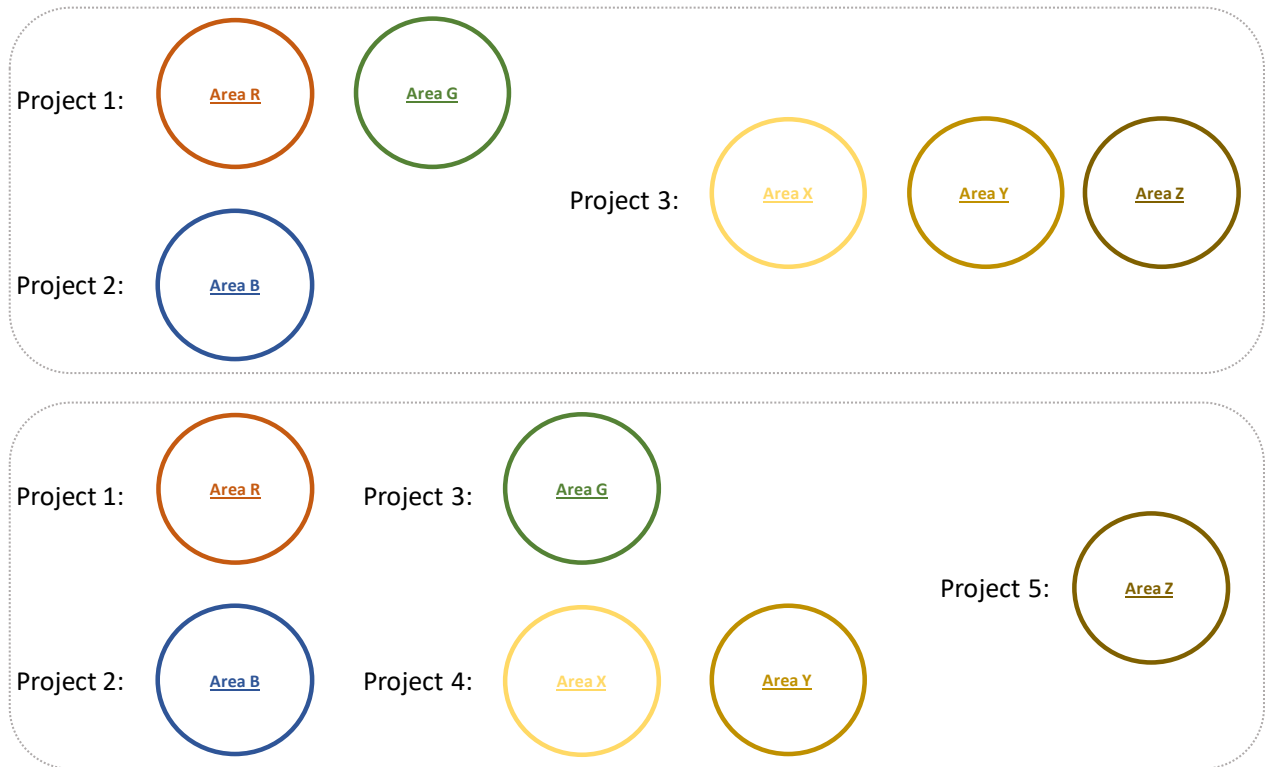 Project 1:
Area R
Area G
Project 3:
Area X
Area Y
Area Z
Project 2:
Area B
Project 1:
Area R
Project 3:
Area G
Project 5:
Area Z
Project 2:
Area B
Project 4:
Area X
Area Y